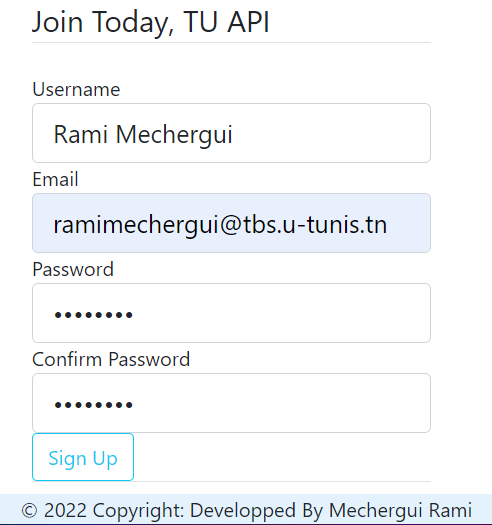 Join Today, TU API
Username
Rami Mechergui
Email
ramimechergui@tbs.u-tunis.tn
Password
••••••••
Confirm Password
••••••••
Sign Up
© 2022 Copyright: Developped By Mechergui Rami